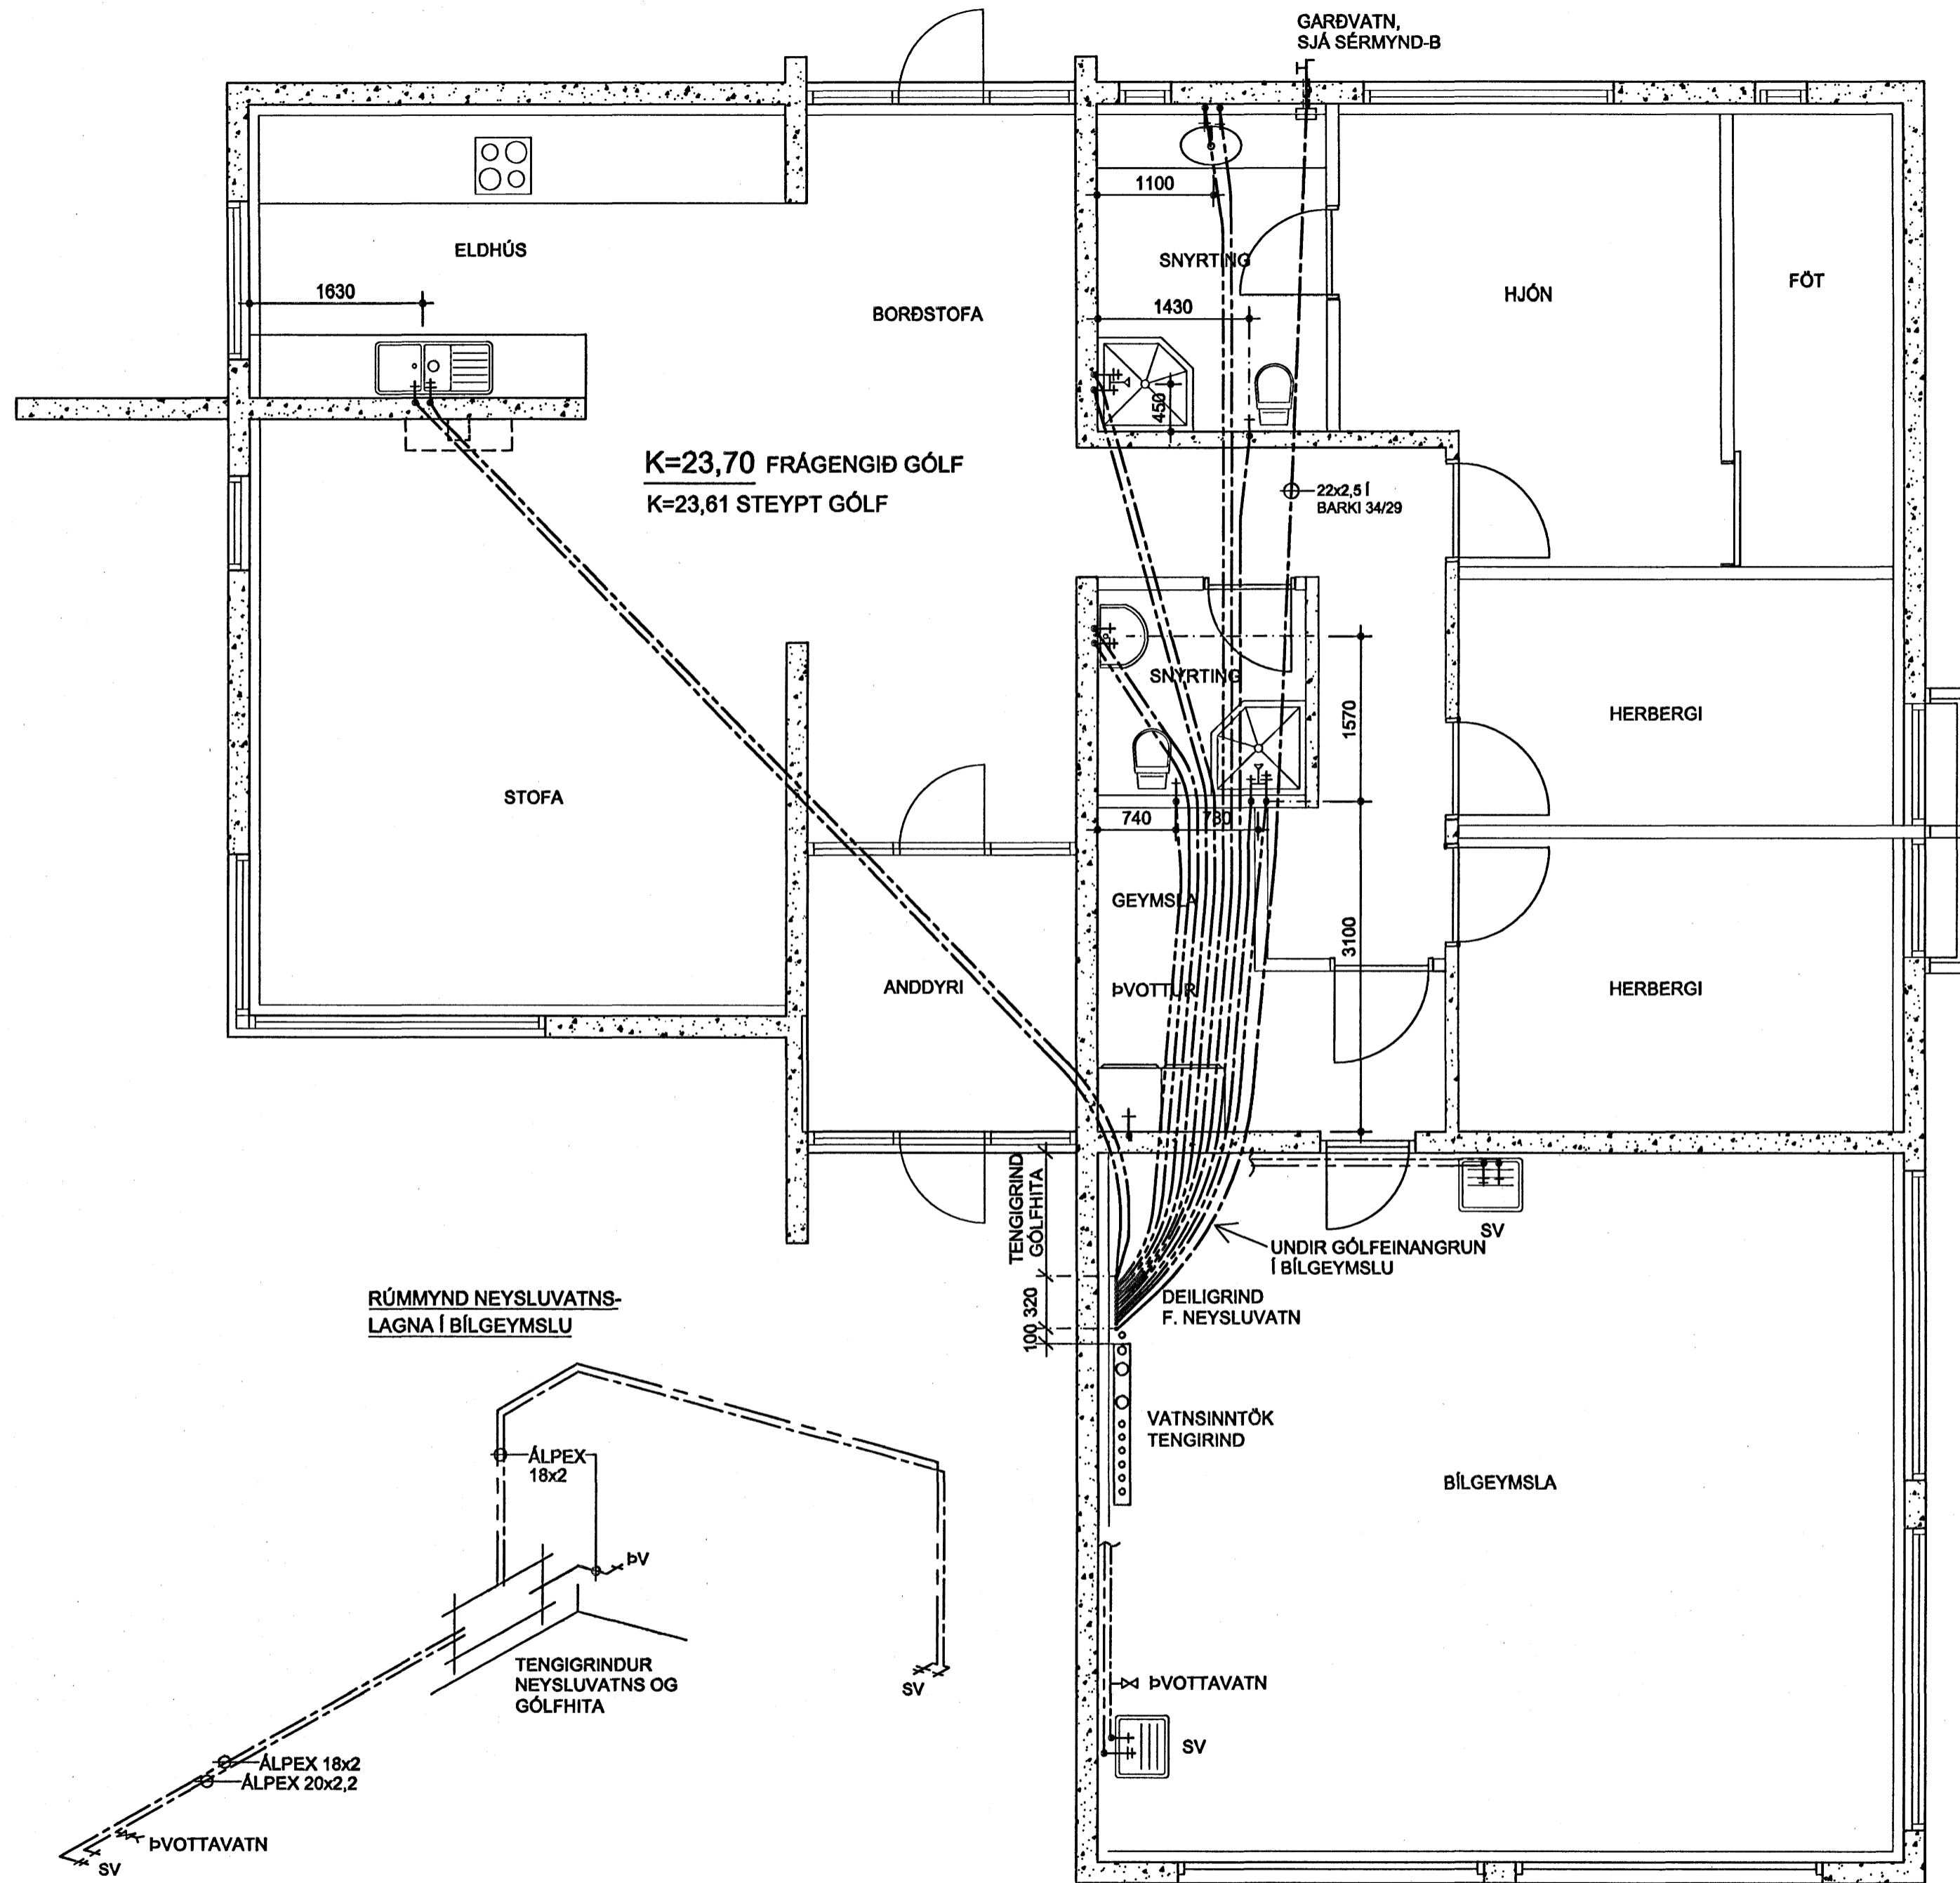 GARÐVATN,
SJÁ SÉRMYND-B
1100
ELDHÚS
SNYRTING
1630
HJÓN
FÖT
BORÐSTOFA
1430
450
K=23,70 FRÁGENGIÐ GÓLF
K=23,61 STEYPT GÓLF
22x2,5 Í
BARKI 34/29
SNYRTING
1570
HERBERGI
STOFA
740
780
GEYMSLA
3100
ANDDYRI
ÞVOTTUR
HERBERGI
TENGIGRIND
GÓLFHITA
SV
UNDIR GÓLFEINANGRUN
Í BÍLGEYMSLU
320
100
DEILIGRIND
F. NEYSLUVATN
RÚMMYND NEYSLUVATNS-
LAGNA Í BÍLGEYMSLU
VATNSINNTÖK
TENGIRIND
BÍLGEYMSLA
ÁLPEX
18x2
ÞV
TENGIGRINDUR
NEYSLUVATNS OG
GÓLFHITA
SV
ÞVOTTAVATN
SV
ÁLPEX 18x2
ÁLPEX 20x2,2
ÞVOTTAVATN
SV